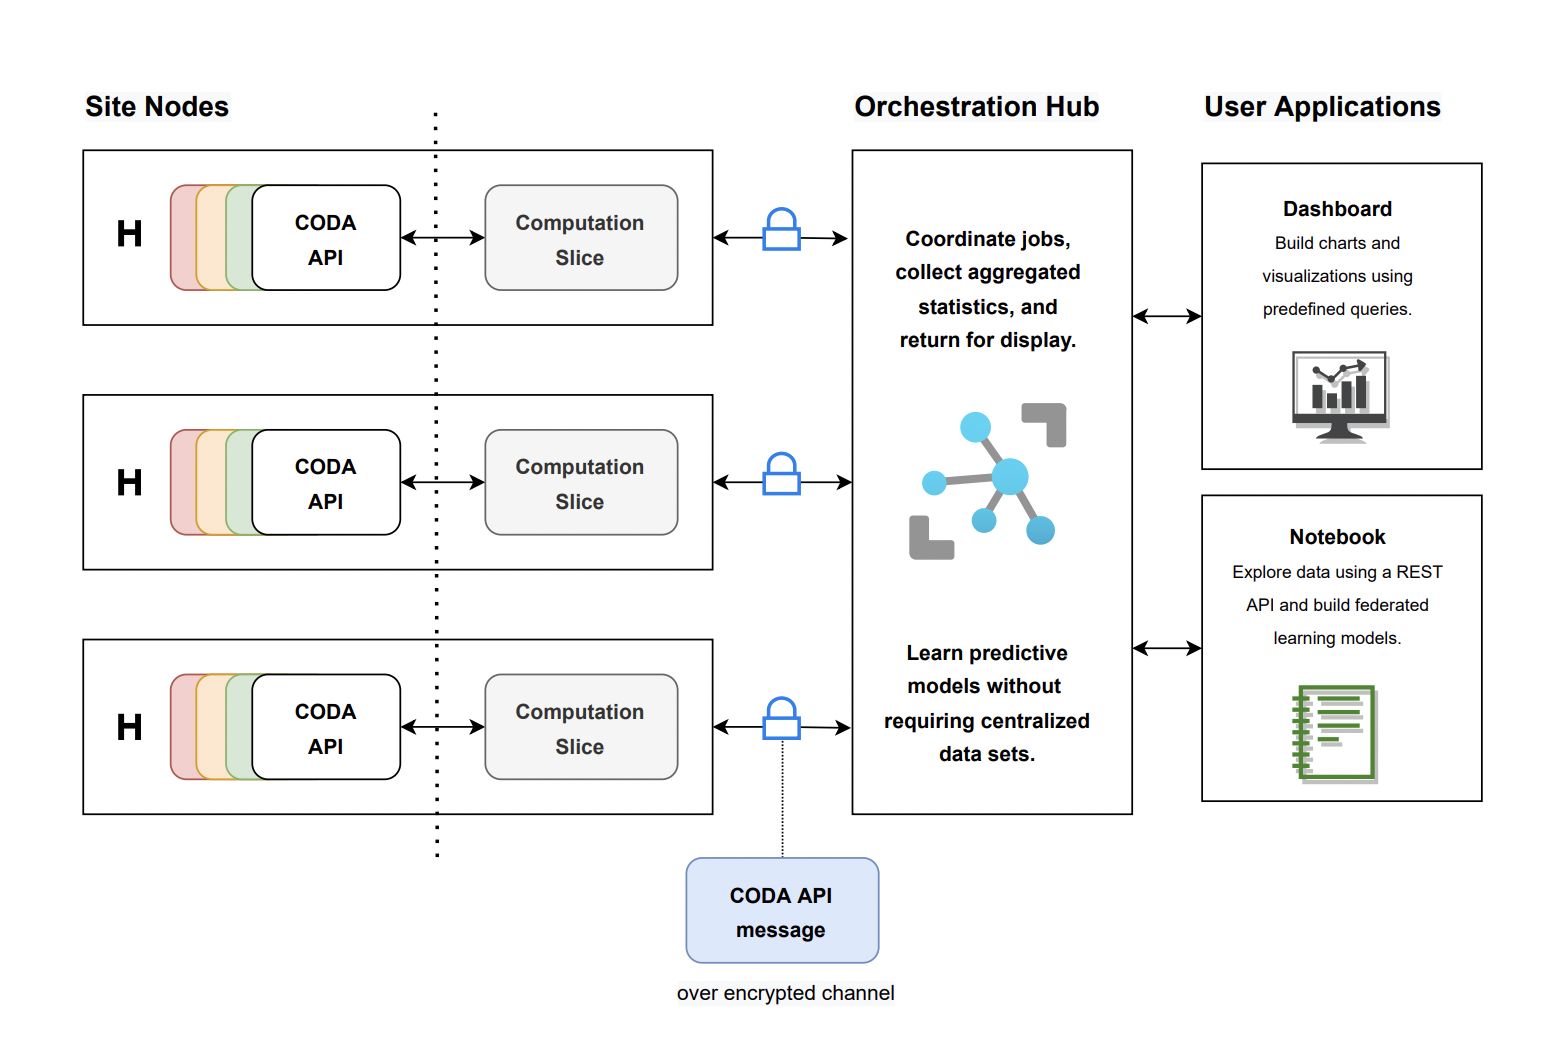 Site Nodes
Orchestration Hub
User Applications
H
CODA
API
Computation
Slice
H
CODA
API
Computation
Slice
H
CODA
API
Computation
Slice
CODA API
message
over encrypted channel
Coordinate jobs,
collect aggregated
statistics, and
return for display.
Learn predictive
models without
requiring centralized
data sets.
Dashboard
Build charts and
visualizations using
predefined queries.
Notebook
Explore data using a REST
API and build federated
learning models.